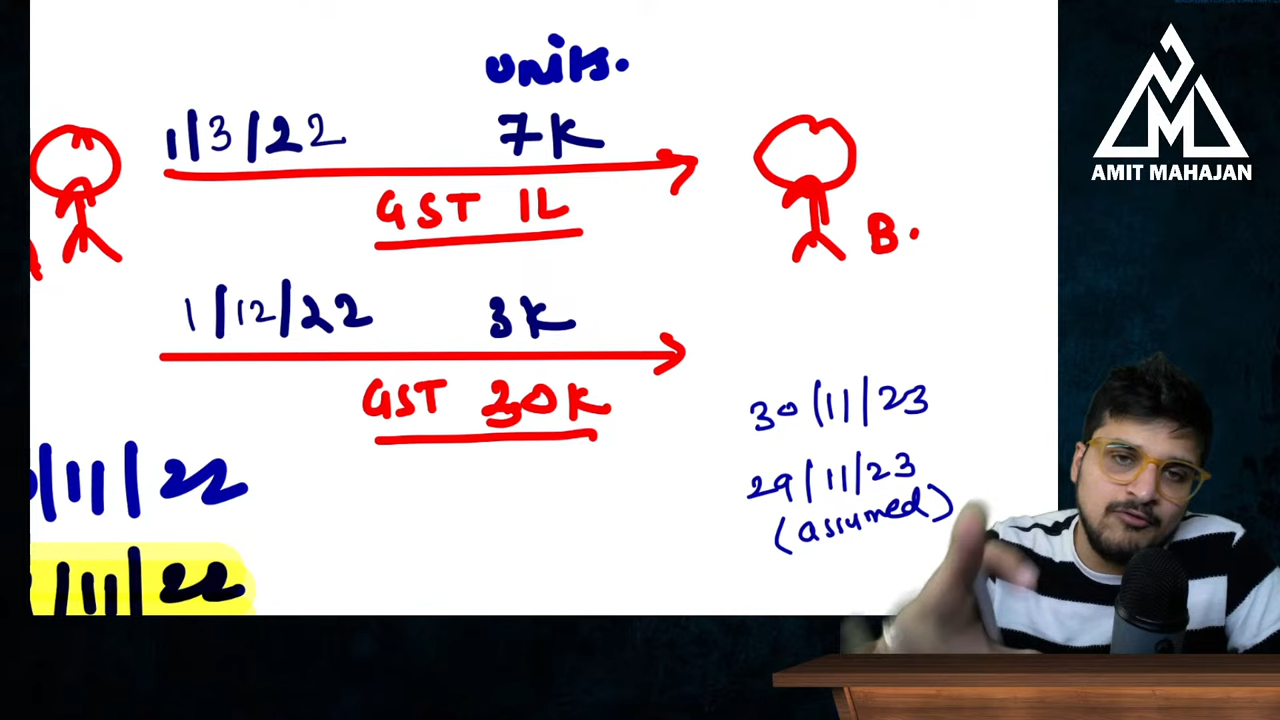 units.
1/3/22 7K
GST 1L
B.
1/12/22 3K
GST 30K
30/11/23
29/11/23
(assumed)
/11/22
/11/22
AMIT MAHAJAN